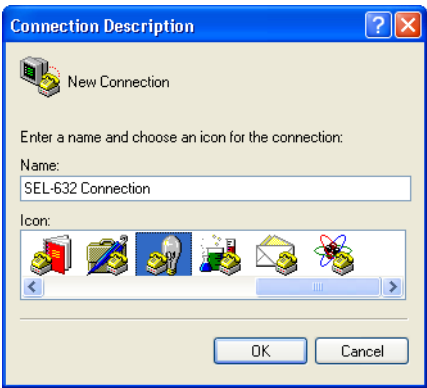 Connection Description
New Connection
Enter a name and choose an icon for the connection:
Name:
SEL-632 Connection
Icon:
OK
Cancel